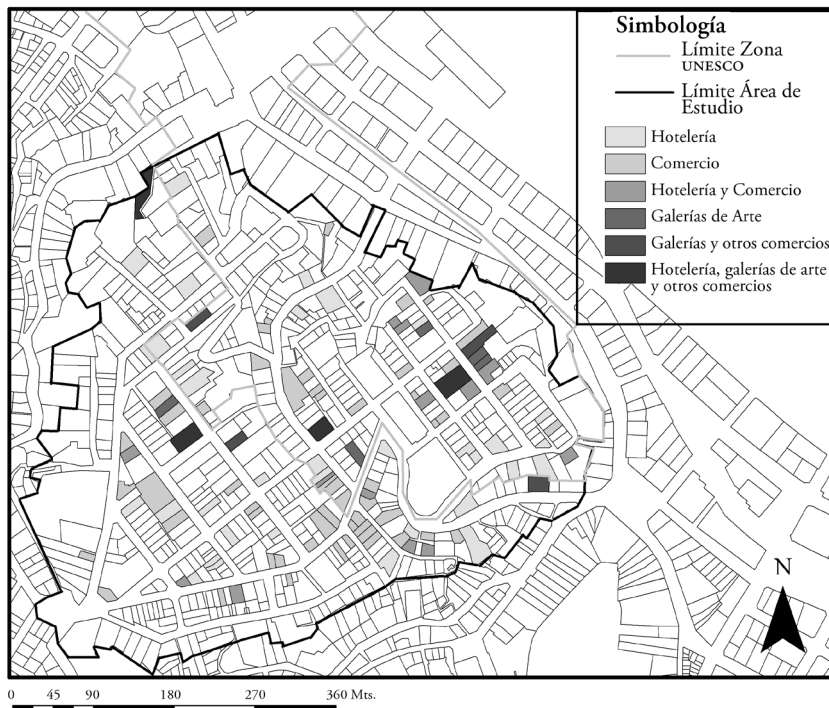 Simbología
Límite Zona
UNESCO
Límite Área de
Estudio
Hotelería
Comercio
Hotelería y Comercio
Galerías de Arte
Galerías y otros comercios
Hotelería, galerías de arte
y otros comercios
N
0 45 90 180 270 360 Mts.